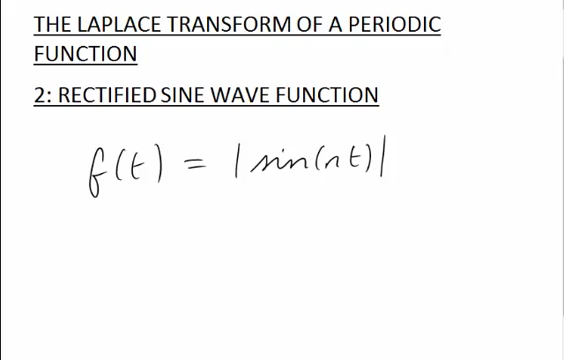 THE LAPLACE TRANSFORM OF A PERIODIC
FUNCTION
2: RECTIFIED SINE WAVE FUNCTION
f(t) = |sin(nt)|